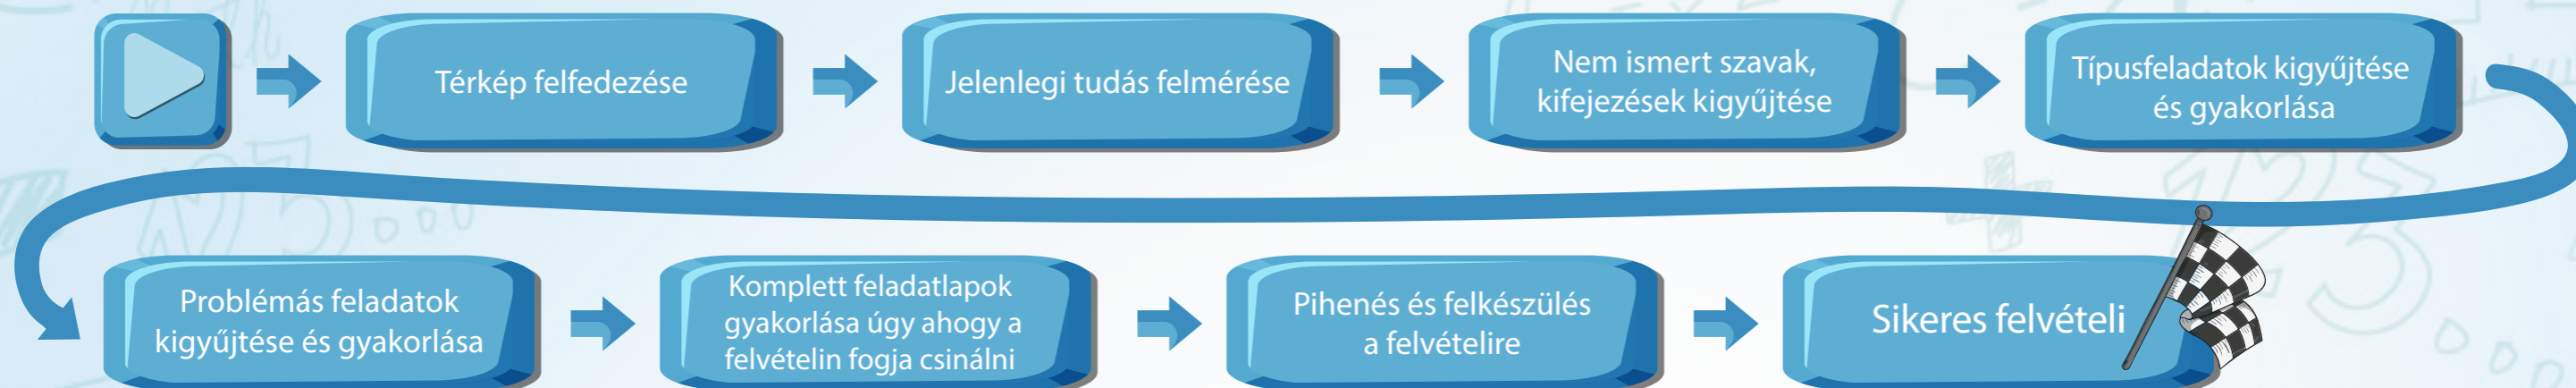 Térkép felfedezése
Jelenlegi tudás felmérése
Nem ismert szavak,
kifejezések kigyűjtése
Típusfeladatok kigyűjtése
és gyakorlása
Problémás feladatok
kigyűjtése és gyakorlása
Komplett feladatlapok
gyakorlása úgy ahogy a
felvételin fogja csinálni
Pihenés és felkészülés
a felvételire
Sikeres felvételi